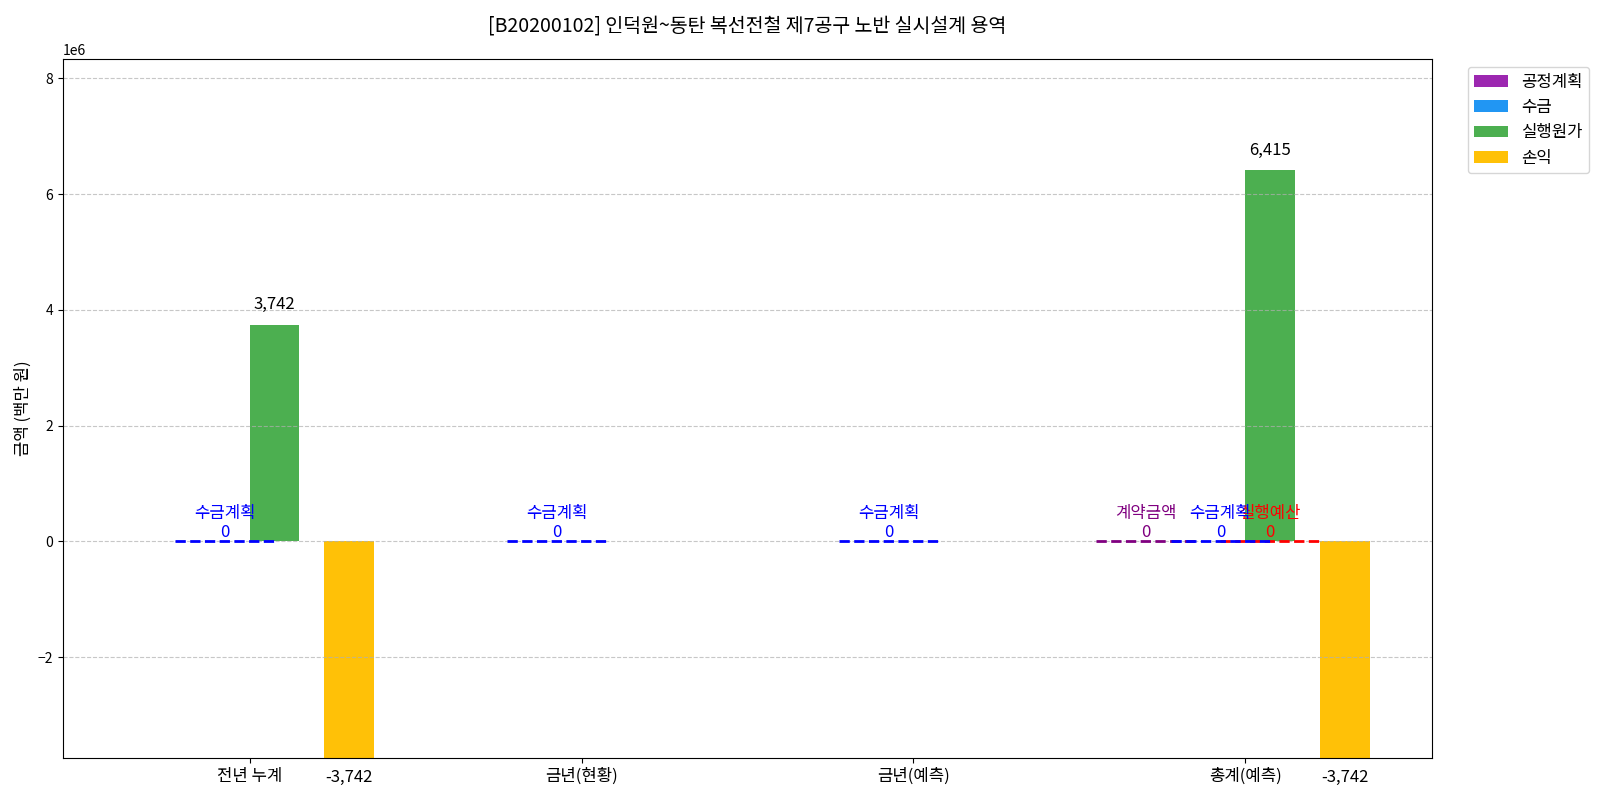 [B20200102] 인덕원~동탄 복선전철 제7공구 노반 실시설계 용역
1e6
8
6
4
2
0
−2
금액 (백만 원)
공정계획
수금
실행원가
손익
3,742
6,415
수금계획
0
수금계획
0
수금계획
0
계약금액
0
수금계획
0
실행예산
0
전년 누계
-3,742
금년(현황)
금년(예측)
총계(예측)
-3,742